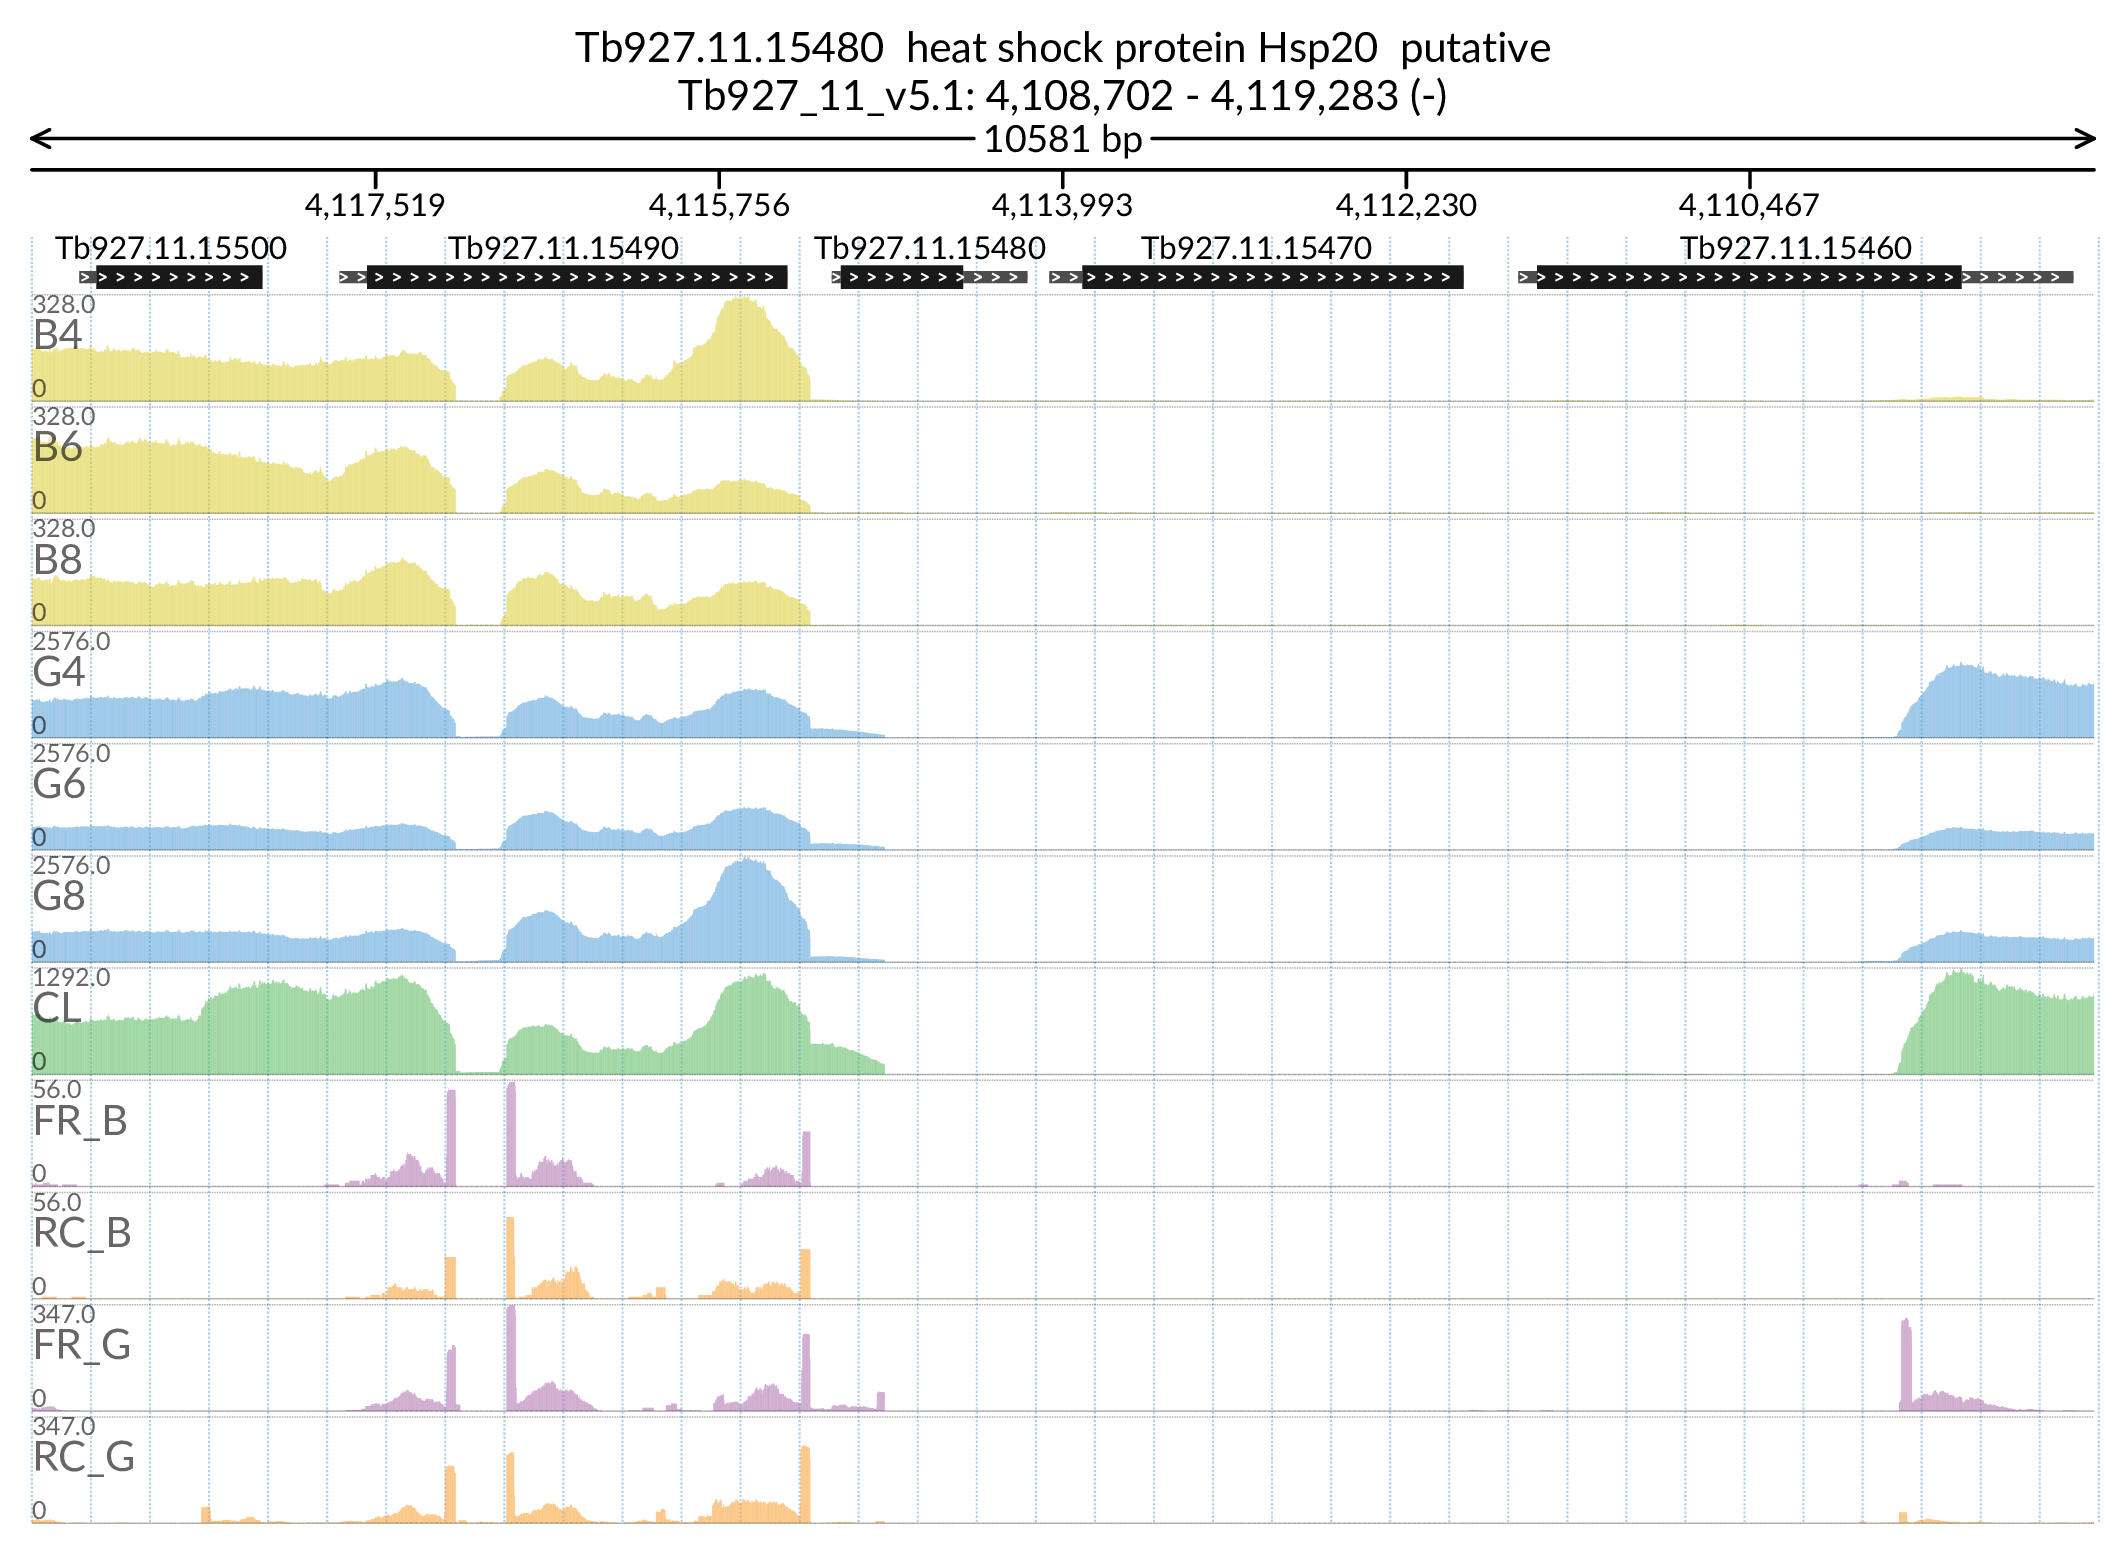 Tb927.11.15480 heat shock protein Hsp20 putative
Tb927_11_v5.1: 4,108,702 - 4,119,283 (-)
10581 bp
4,117,519 4,115,756 4,113,993 4,112,230 4,110,467
Tb927.11.15500 Tb927.11.15490 Tb927.11.15480 Tb927.11.15470 Tb927.11.15460
328.0
B4
0
328.0
B6
0
328.0
B8
0
2576.0
G4
0
2576.0
G6
0
2576.0
G8
0
1292.0
CL
0
56.0
FR_B
0
56.0
RC_B
0
347.0
FR_G
0
347.0
RC_G
0